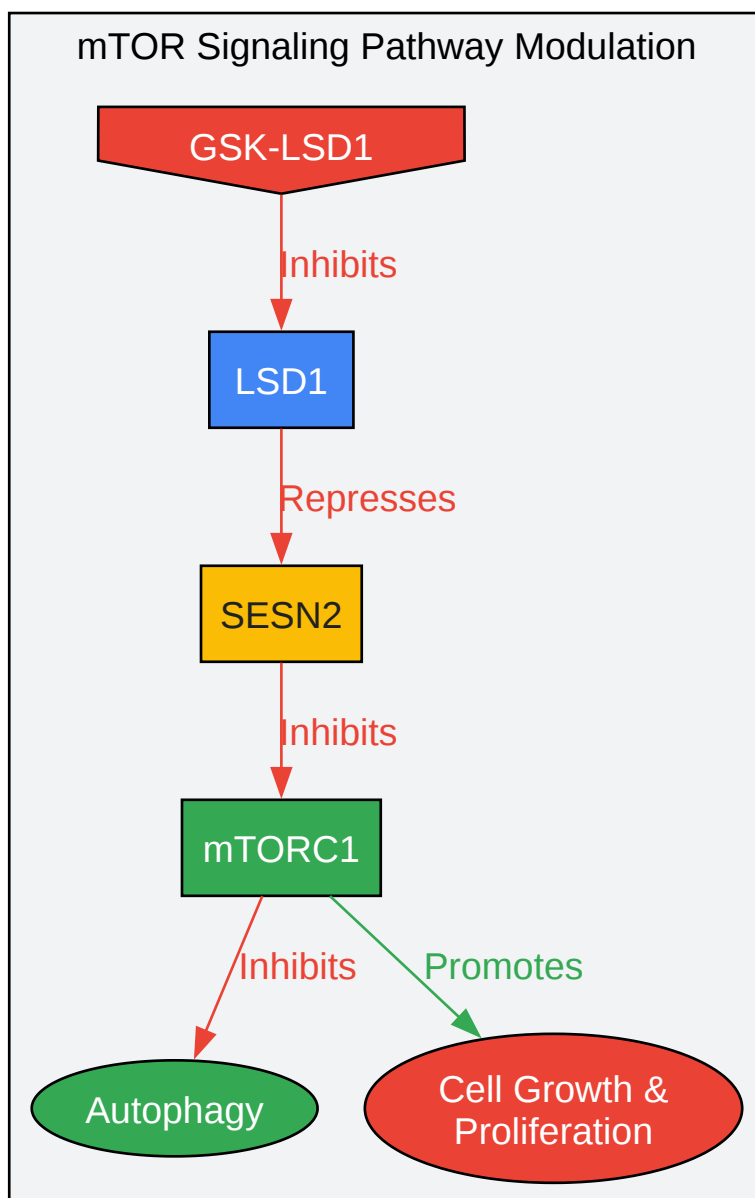 mTOR Signaling Pathway Modulation
GSK-LSD1
Inhibits
LSD1
Represses
SESN2
Inhibits
mTORC1
Inhibits
Promotes
Autophagy
Cell Growth &
Proliferation